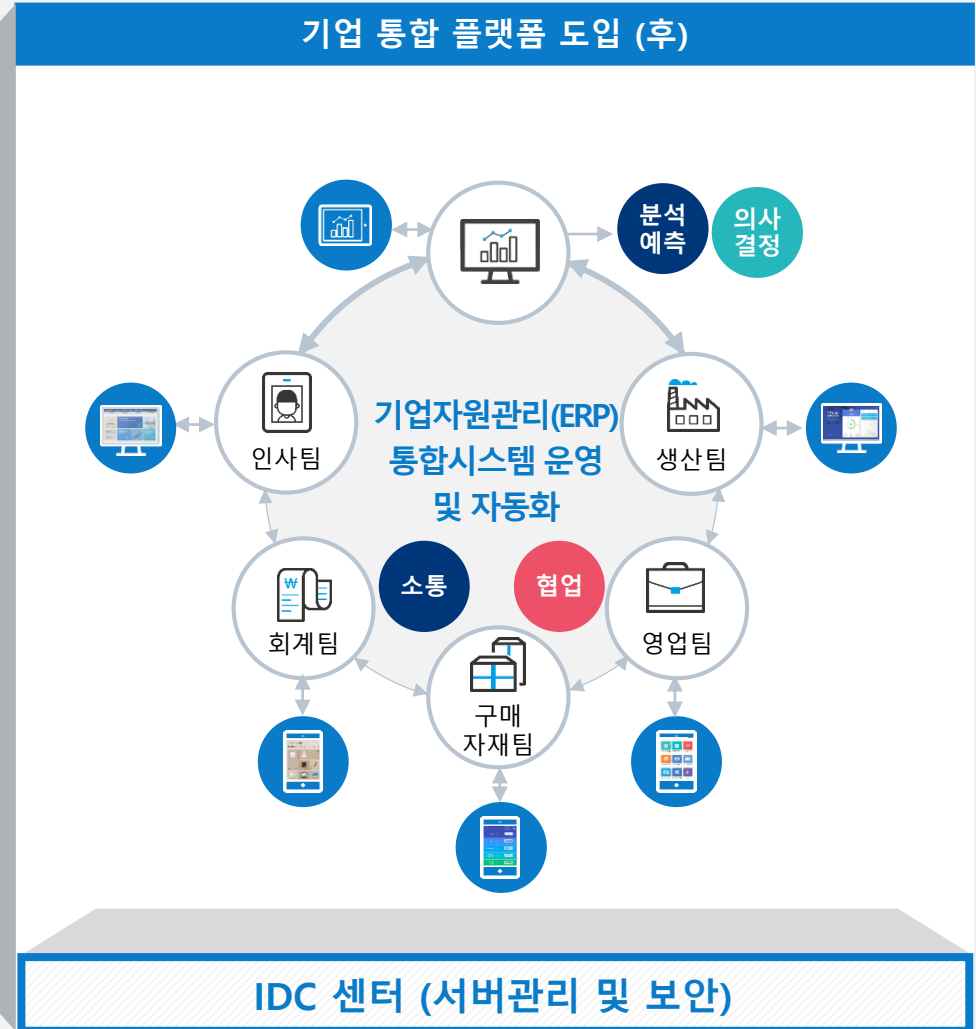 기업 통합 플랫폼 도입 (후)
분석
예측
의사
결정
인사팀
기업자원관리(ERP)
통합시스템 운영
및 자동화
생산팀
소통
협업
회계팀
영업팀
구매
자재팀
IDC 센터 (서버관리 및 보안)